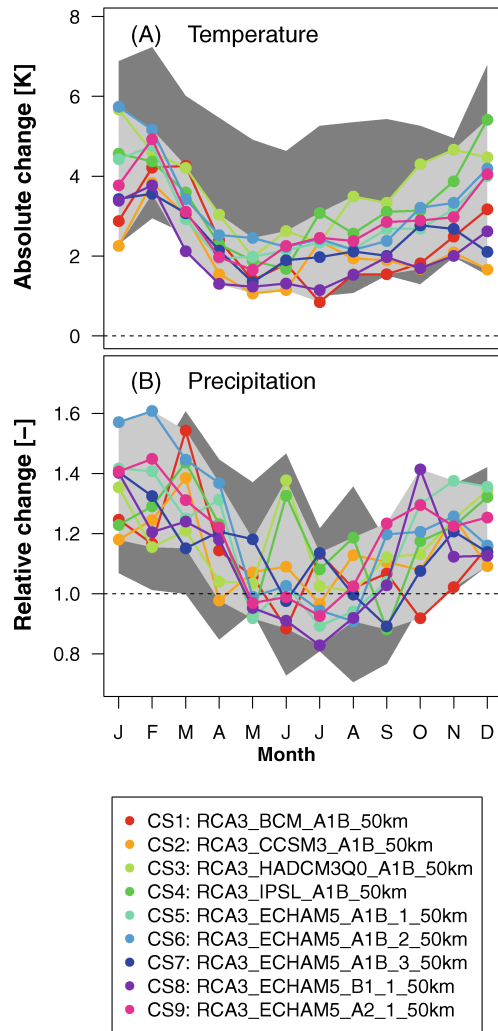 (A) Temperature
Absolute change [K]
8
6
4
2
0
(B) Precipitation
Relative change [–]
1.6
1.4
1.2
1.0
0.8
J F M A M J J A S O N D
Month
CS1: RCA3_BCM_A1B_50km
CS2: RCA3_CCSM3_A1B_50km
CS3: RCA3_HADCM3Q0_A1B_50km
CS4: RCA3_IPSL_A1B_50km
CS5: RCA3_ECHAM5_A1B_1_50km
CS6: RCA3_ECHAM5_A1B_2_50km
CS7: RCA3_ECHAM5_A1B_3_50km
CS8: RCA3_ECHAM5_B1_1_50km
CS9: RCA3_ECHAM5_A2_1_50km